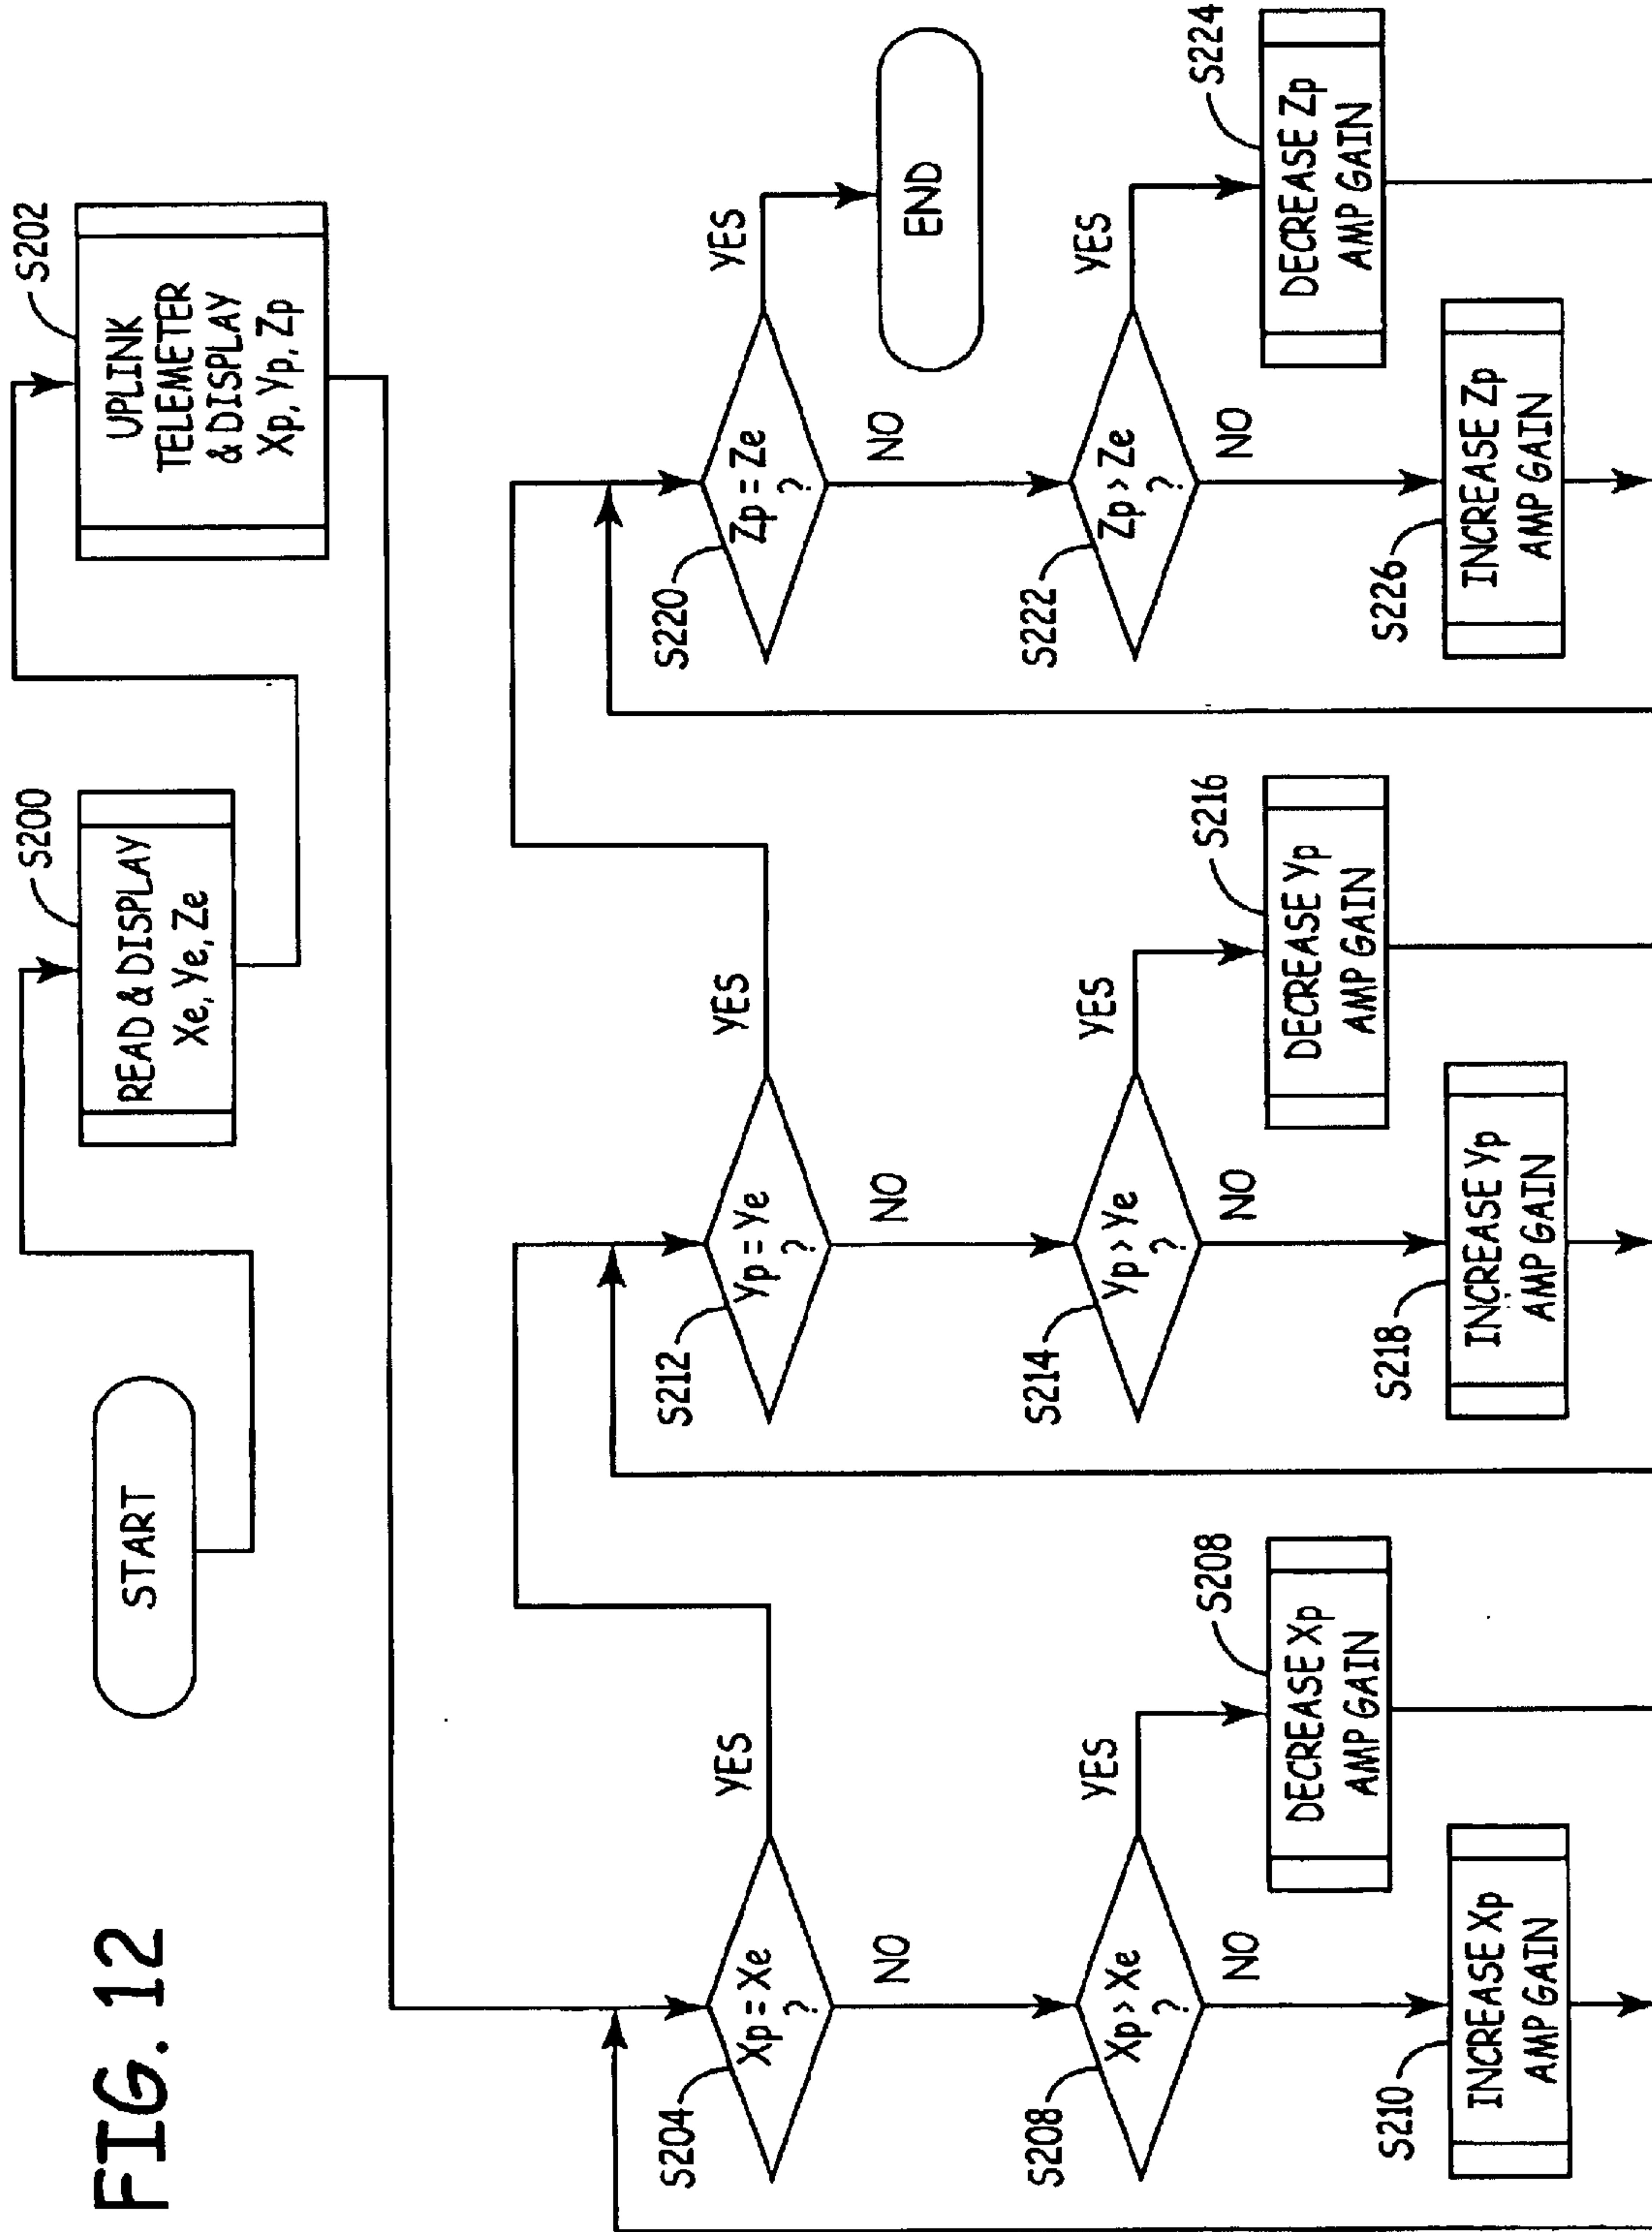 FIG. 12
START
S200
READ & DISPLAY
Xe, Ye, Ze
S202
UPLINK
TELEMETER
& DISPLAY
Xp, Yp, Zp
S204
Xp = Xe
?
YES
NO
S208
Xp > Xe
?
YES
NO
S208
DECREASE Xp
AMP GAIN
S210
INCREASE Xp
AMP GAIN
S212
Yp = Ye
?
YES
NO
S214
Yp > Ye
?
YES
NO
S216
DECREASE Yp
AMP GAIN
S218
INCREASE Yp
AMP GAIN
S220
Zp = Ze
?
YES
NO
END
S222
Zp > Ze
?
YES
NO
S224
DECREASE Zp
AMP GAIN
S226
INCREASE Zp
AMP GAIN